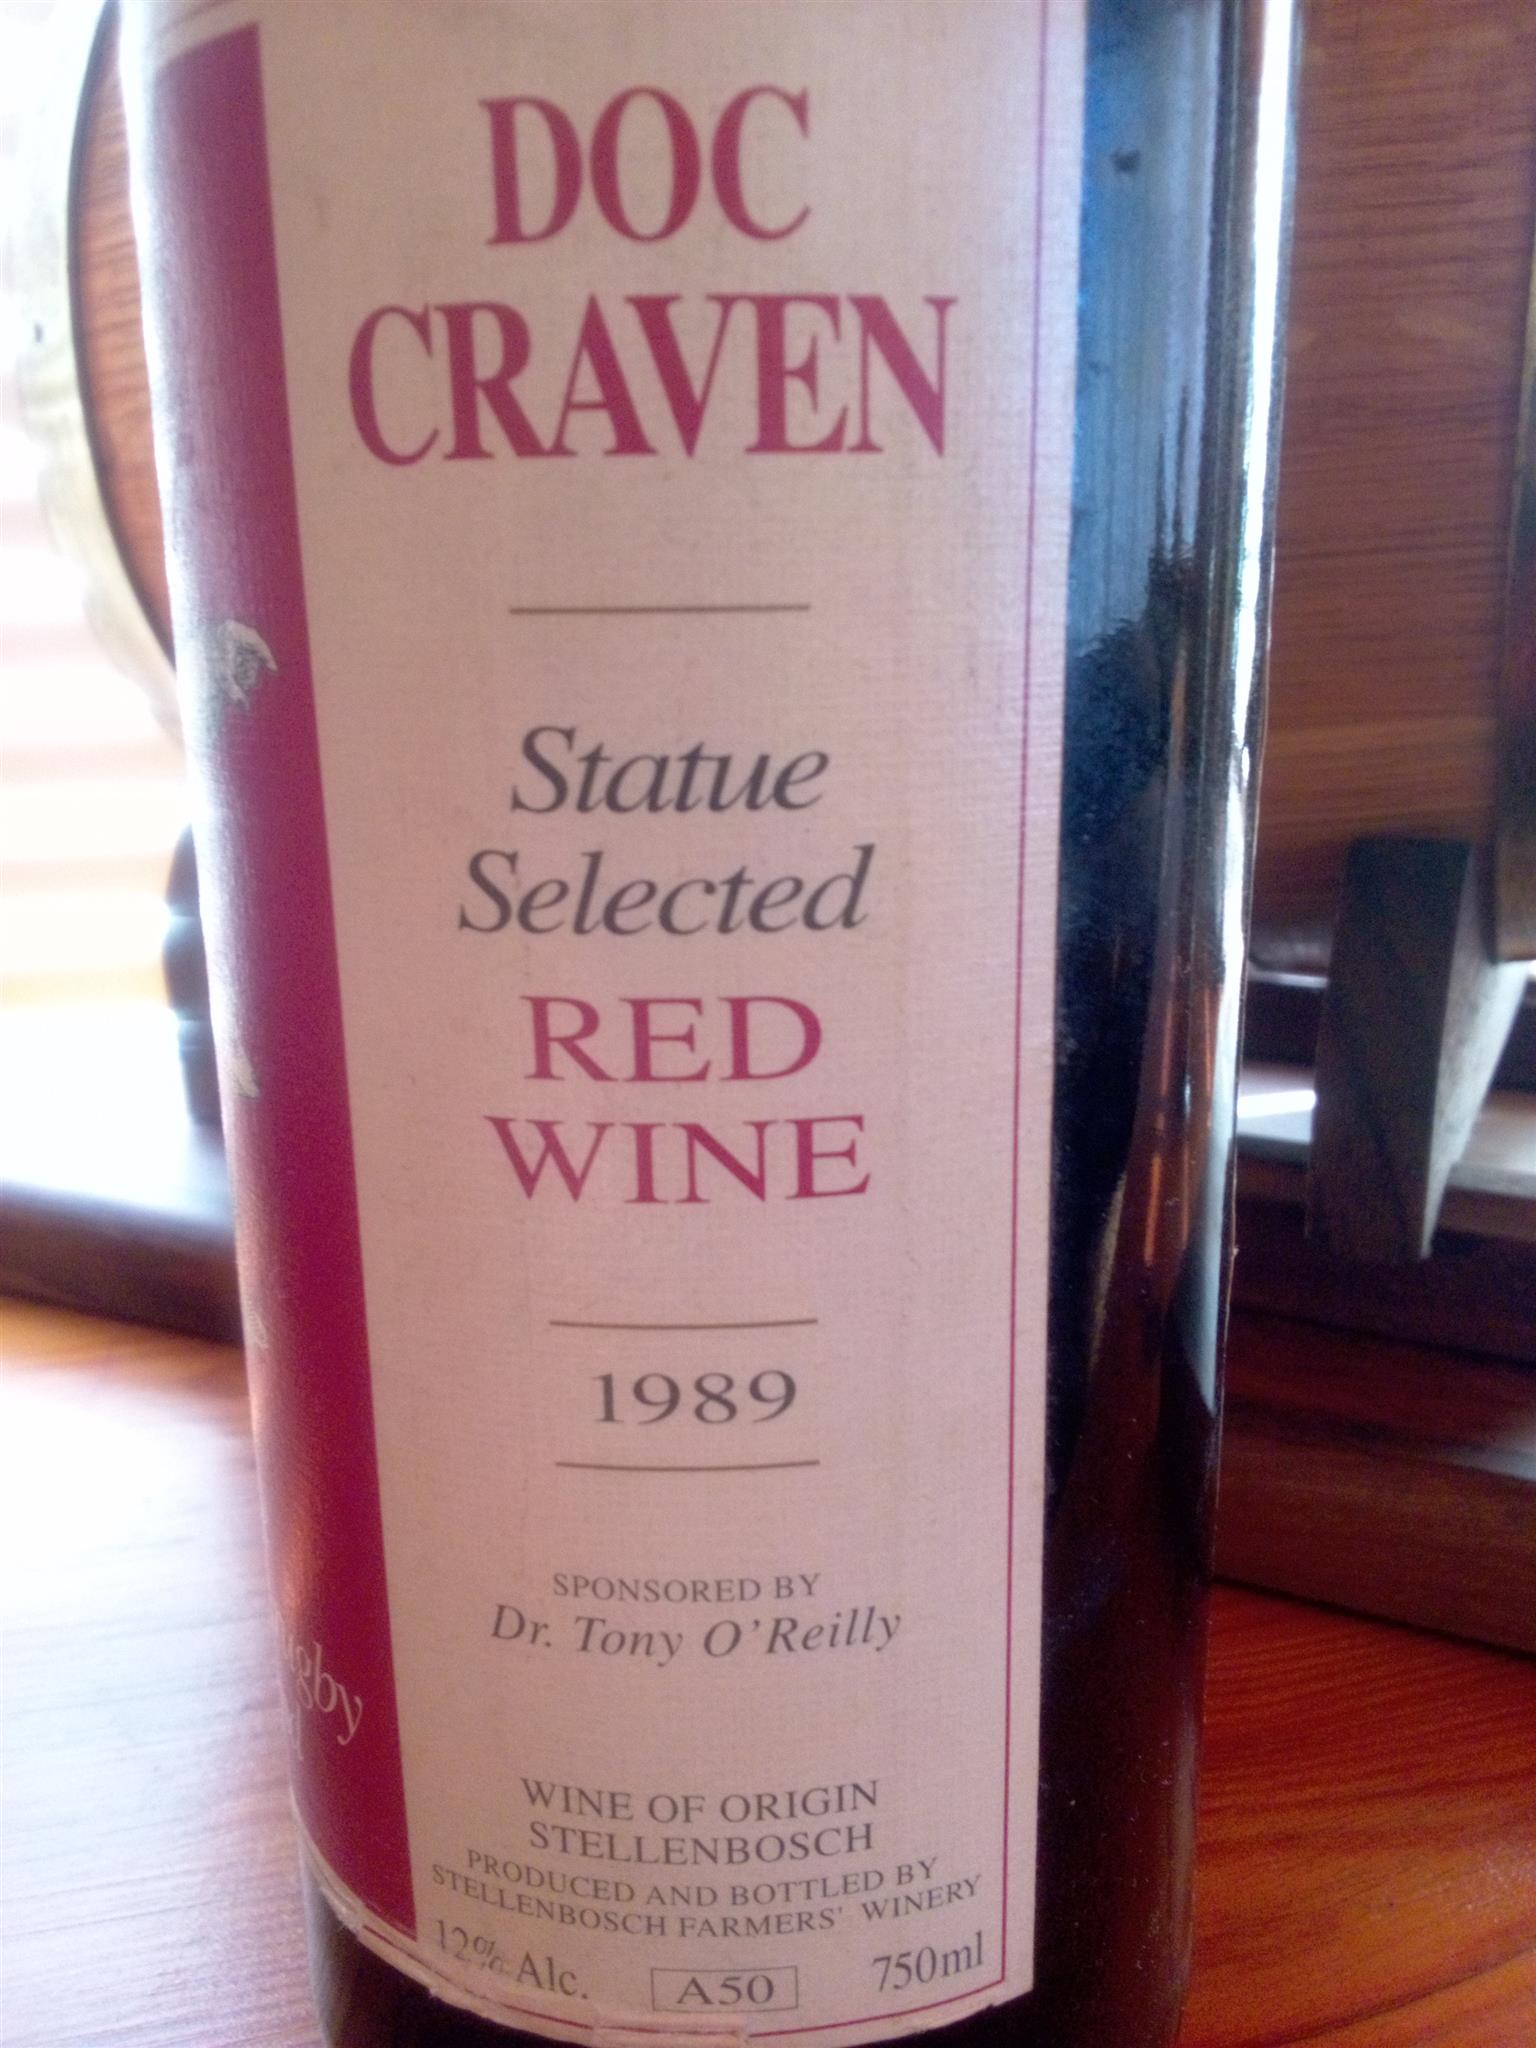 DOC
CRAVEN
Statue
Selected
RED
WINE
1989
SPONSORED BY
Dr. Tony O'Reilly
WINE OF ORIGIN
STELLENBOSCH
PRODUCED AND BOTTLED BY
STELLENBOSCH FARMERS' WINERY
12% Alc.
A50
750ml